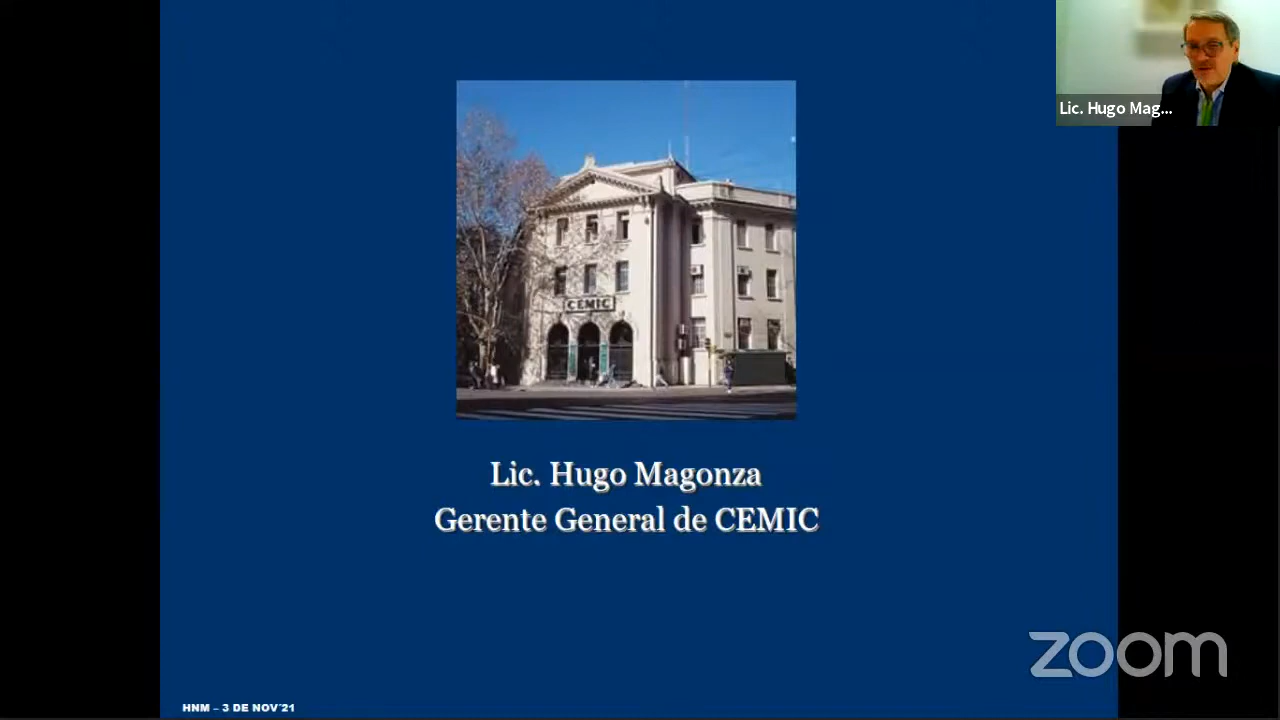 Lic. Hugo Mag...
CEMIC
Lic. Hugo Magonza
Gerente General de CEMIC
zoom
HNM – 3 DE NOV´21